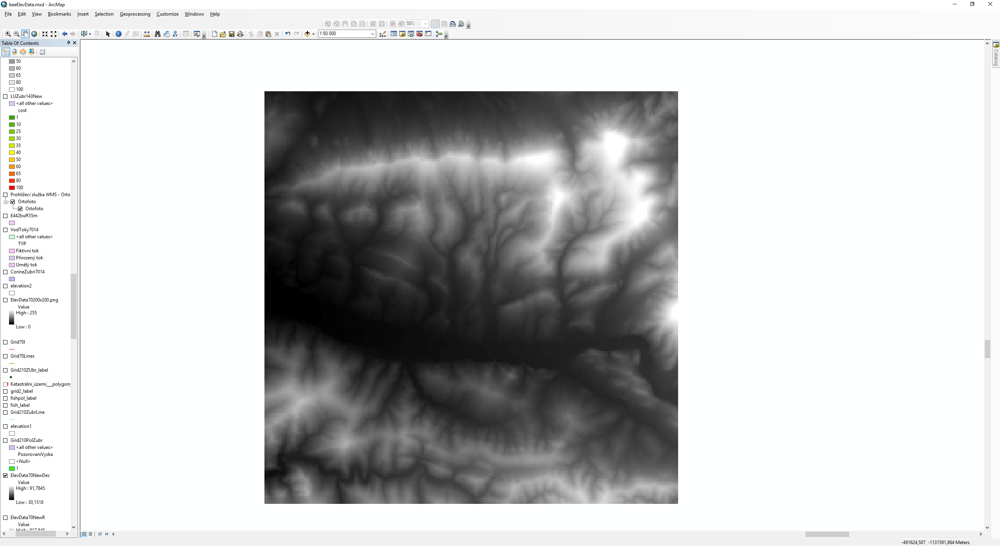 beeElevData.mxd - ArcMap
File Edit View Bookmarks Insert Selection Geoprocessing Customize Windows Help
58%
1:50 000
Table Of Contents
Catalog
50
60
65
80
100
LUZubr143New
<all other values>
cost
1
10
25
30
35
40
50
60
65
80
100
Prohlížecí služba WMS - Orto
Ortofoto
Ortofoto
E442buff35m
VodToky7014
<all other values>
TYP
Fiktivní tok
Přirozený tok
Umělý tok
CorineZubri7014
elevation2
ElevData70200x200.png
Value
High : 255
Low : 0
Grid70l
Grid70Lines
Grid210ZUbr_label
Katastrální_území___polygony
grid2_label
fishpol_label
fish_label
Grid210ZubrLine
elevation1
Grid210PolZubr
<all other values>
PozorovaniVyska
<Null>
1
ElevData70NewDec
Value
High : 91,7845
Low : 30,1518
ElevData70NewR
Value
High : 917,845
-491624,507 -1131591,864 Meters